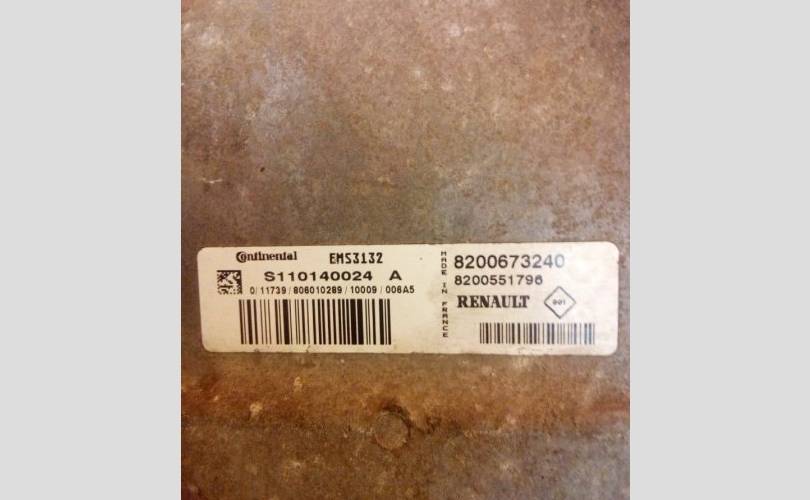 Continental EMS3132
S110140024 A
0/11739/806010289/10009/006A5
MADE IN FRANCE
8200673240
8200551796
RENAULT